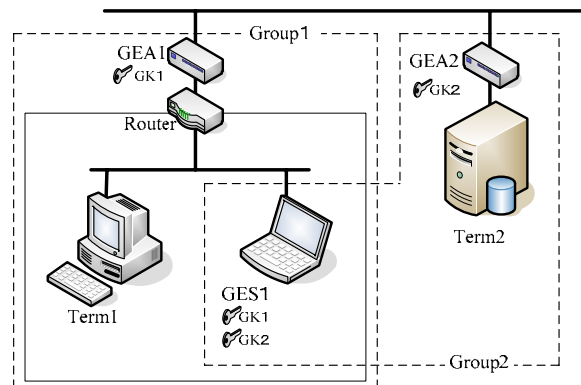 Group1
GEA1
GK1
Router
GEA2
GK2
Term2
Term1
GES1
GK1
GK2
Group2